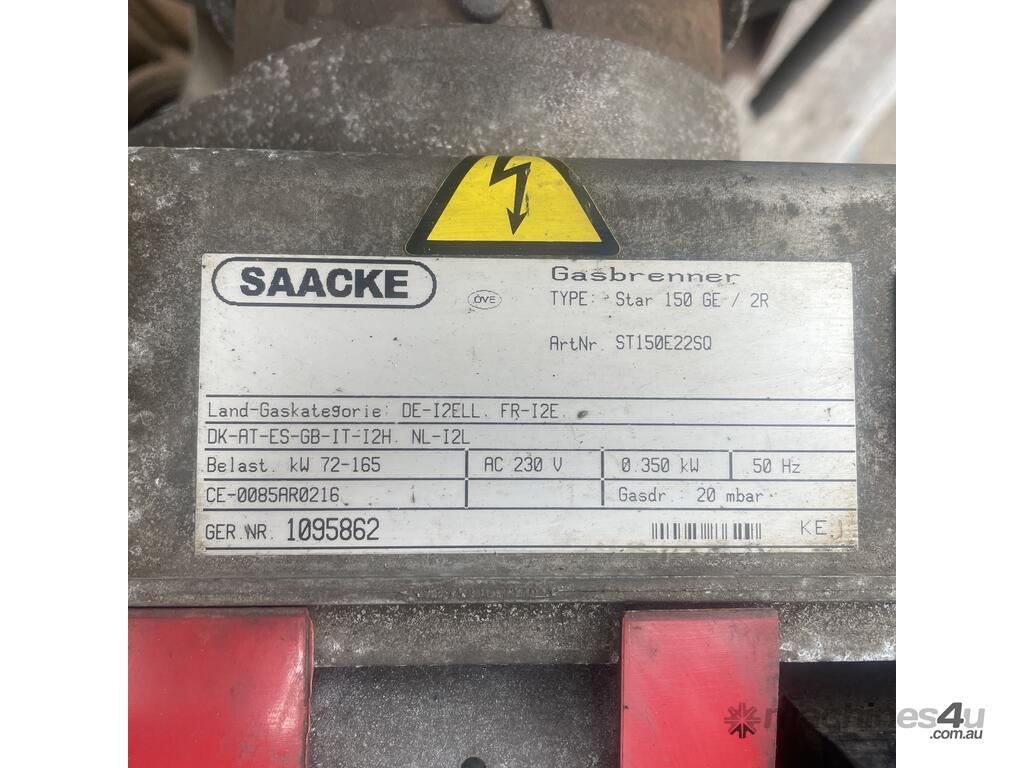 SAACKE
ÖVE
Gasbrenner
TYPE: Star 150 GE / 2R
ArtNr. ST150E22SQ
Land-Gaskategorie: DE-I2ELL. FR-I2E.
DK-AT-ES-GB-IT-I2H. NL-I2L
Belast. kW 72-165 AC 230 V 0.350 kW 50 Hz
CE-0085AR0216 Gasdr.: 20 mbar
GER.NR. 1095862 KE.
machines4u
.com.au